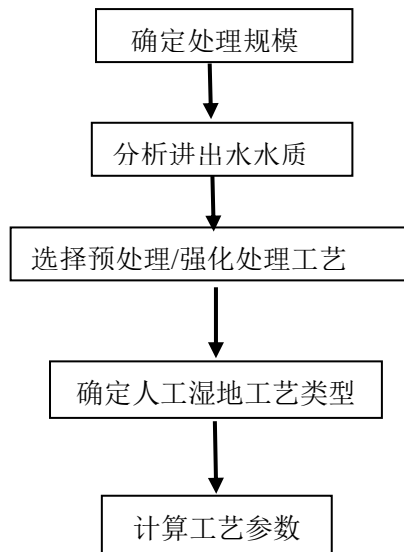 确定处理规模
分析进出水水质
选择预处理/强化处理工艺
确定人工湿地工艺类型
计算工艺参数